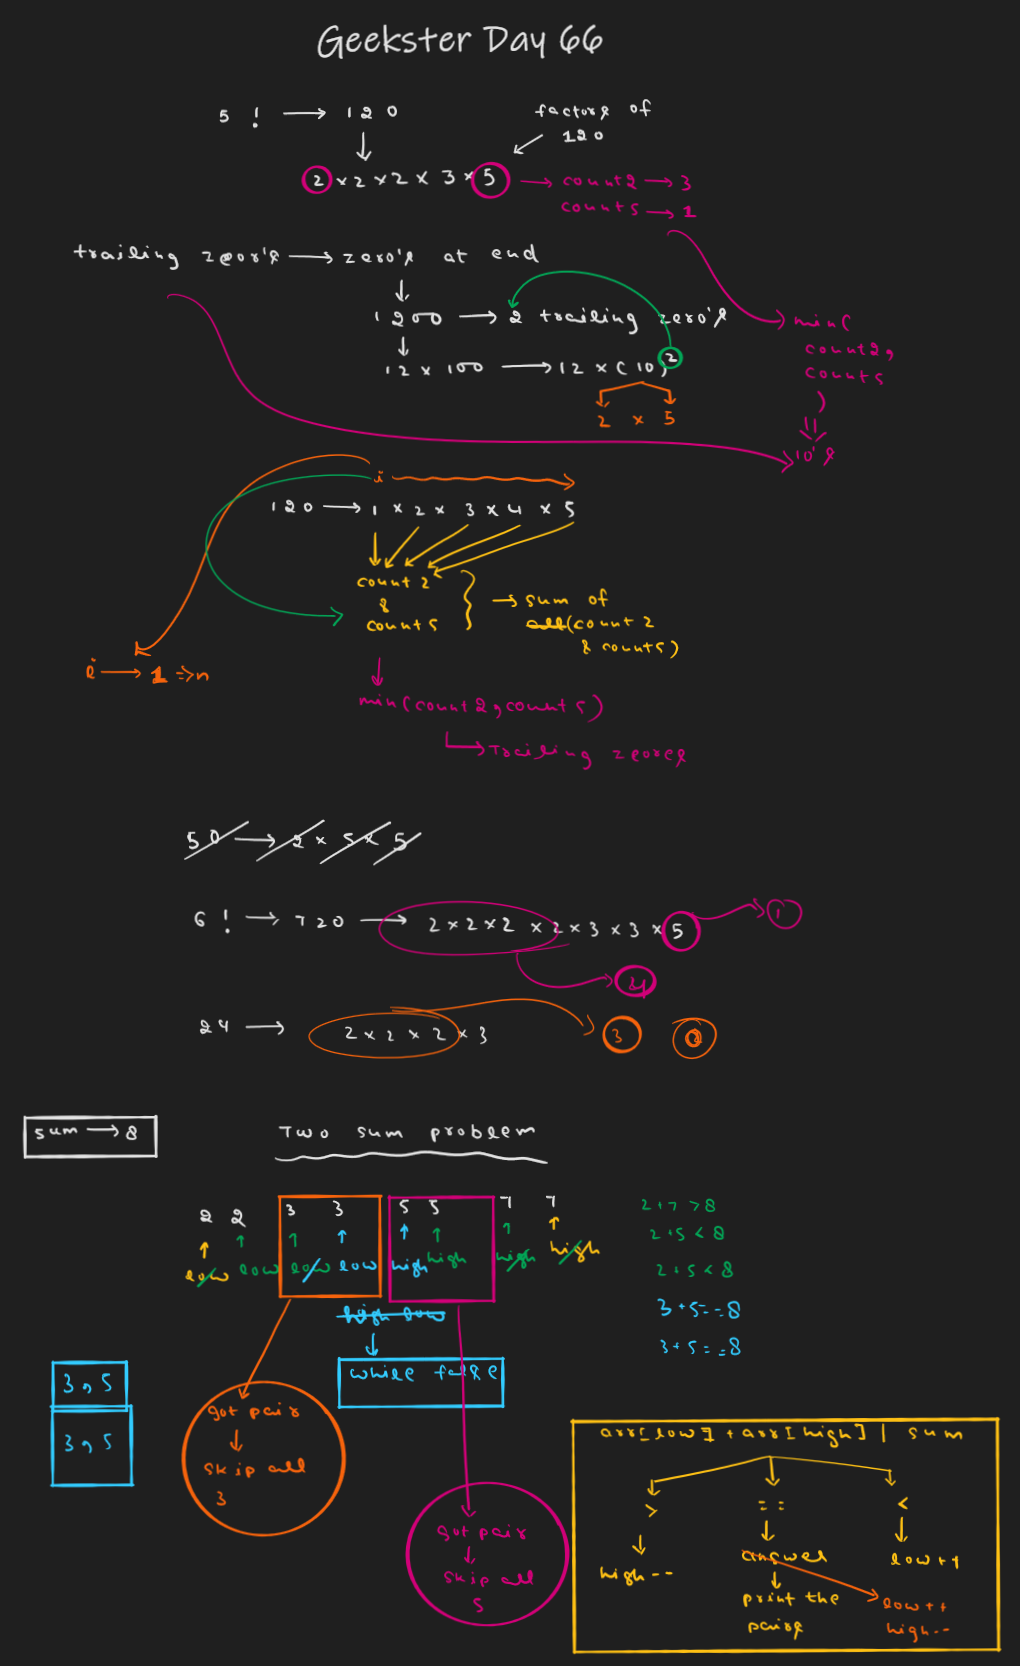 Geekster Day 66
5 ! → 120
factors of
120
2 × 2 × 2 × 3 × 5 → count2 → 3
count5 → 1
trailing zeor's → zero's at end
1200 → 2 trailing zero's
12 × 100 → 12 × (10)
2
2 × 5
min(
count2,
count5
)
10's
i
120 → 1 × 2 × 3 × 4 × 5
count 2
&
count 5
→ sum of
all(count 2
& count5)
i → 1 => n
min(count2, count5)
Trailing zeores
50 → 2 × 5 × 5
6 ! → 720 → 2 × 2 × 2 × 2 × 3 × 3 × 5
1
4
24 → 2 × 2 × 2 × 3
3
sum → 8
Two sum problem
2 2 3 3 5 5 7 7
low low low low high high high high
2 + 7 > 8
2 + 5 < 8
2 + 5 < 8
3 + 5 == 8
3 + 5 == 8
high low
while false
3, 5
3, 5
got pair
skip all
3
got pair
skip all
5
arr[low] + arr[high] | sum
> == <
high-- answer low++
print the
pairs
low++
high--